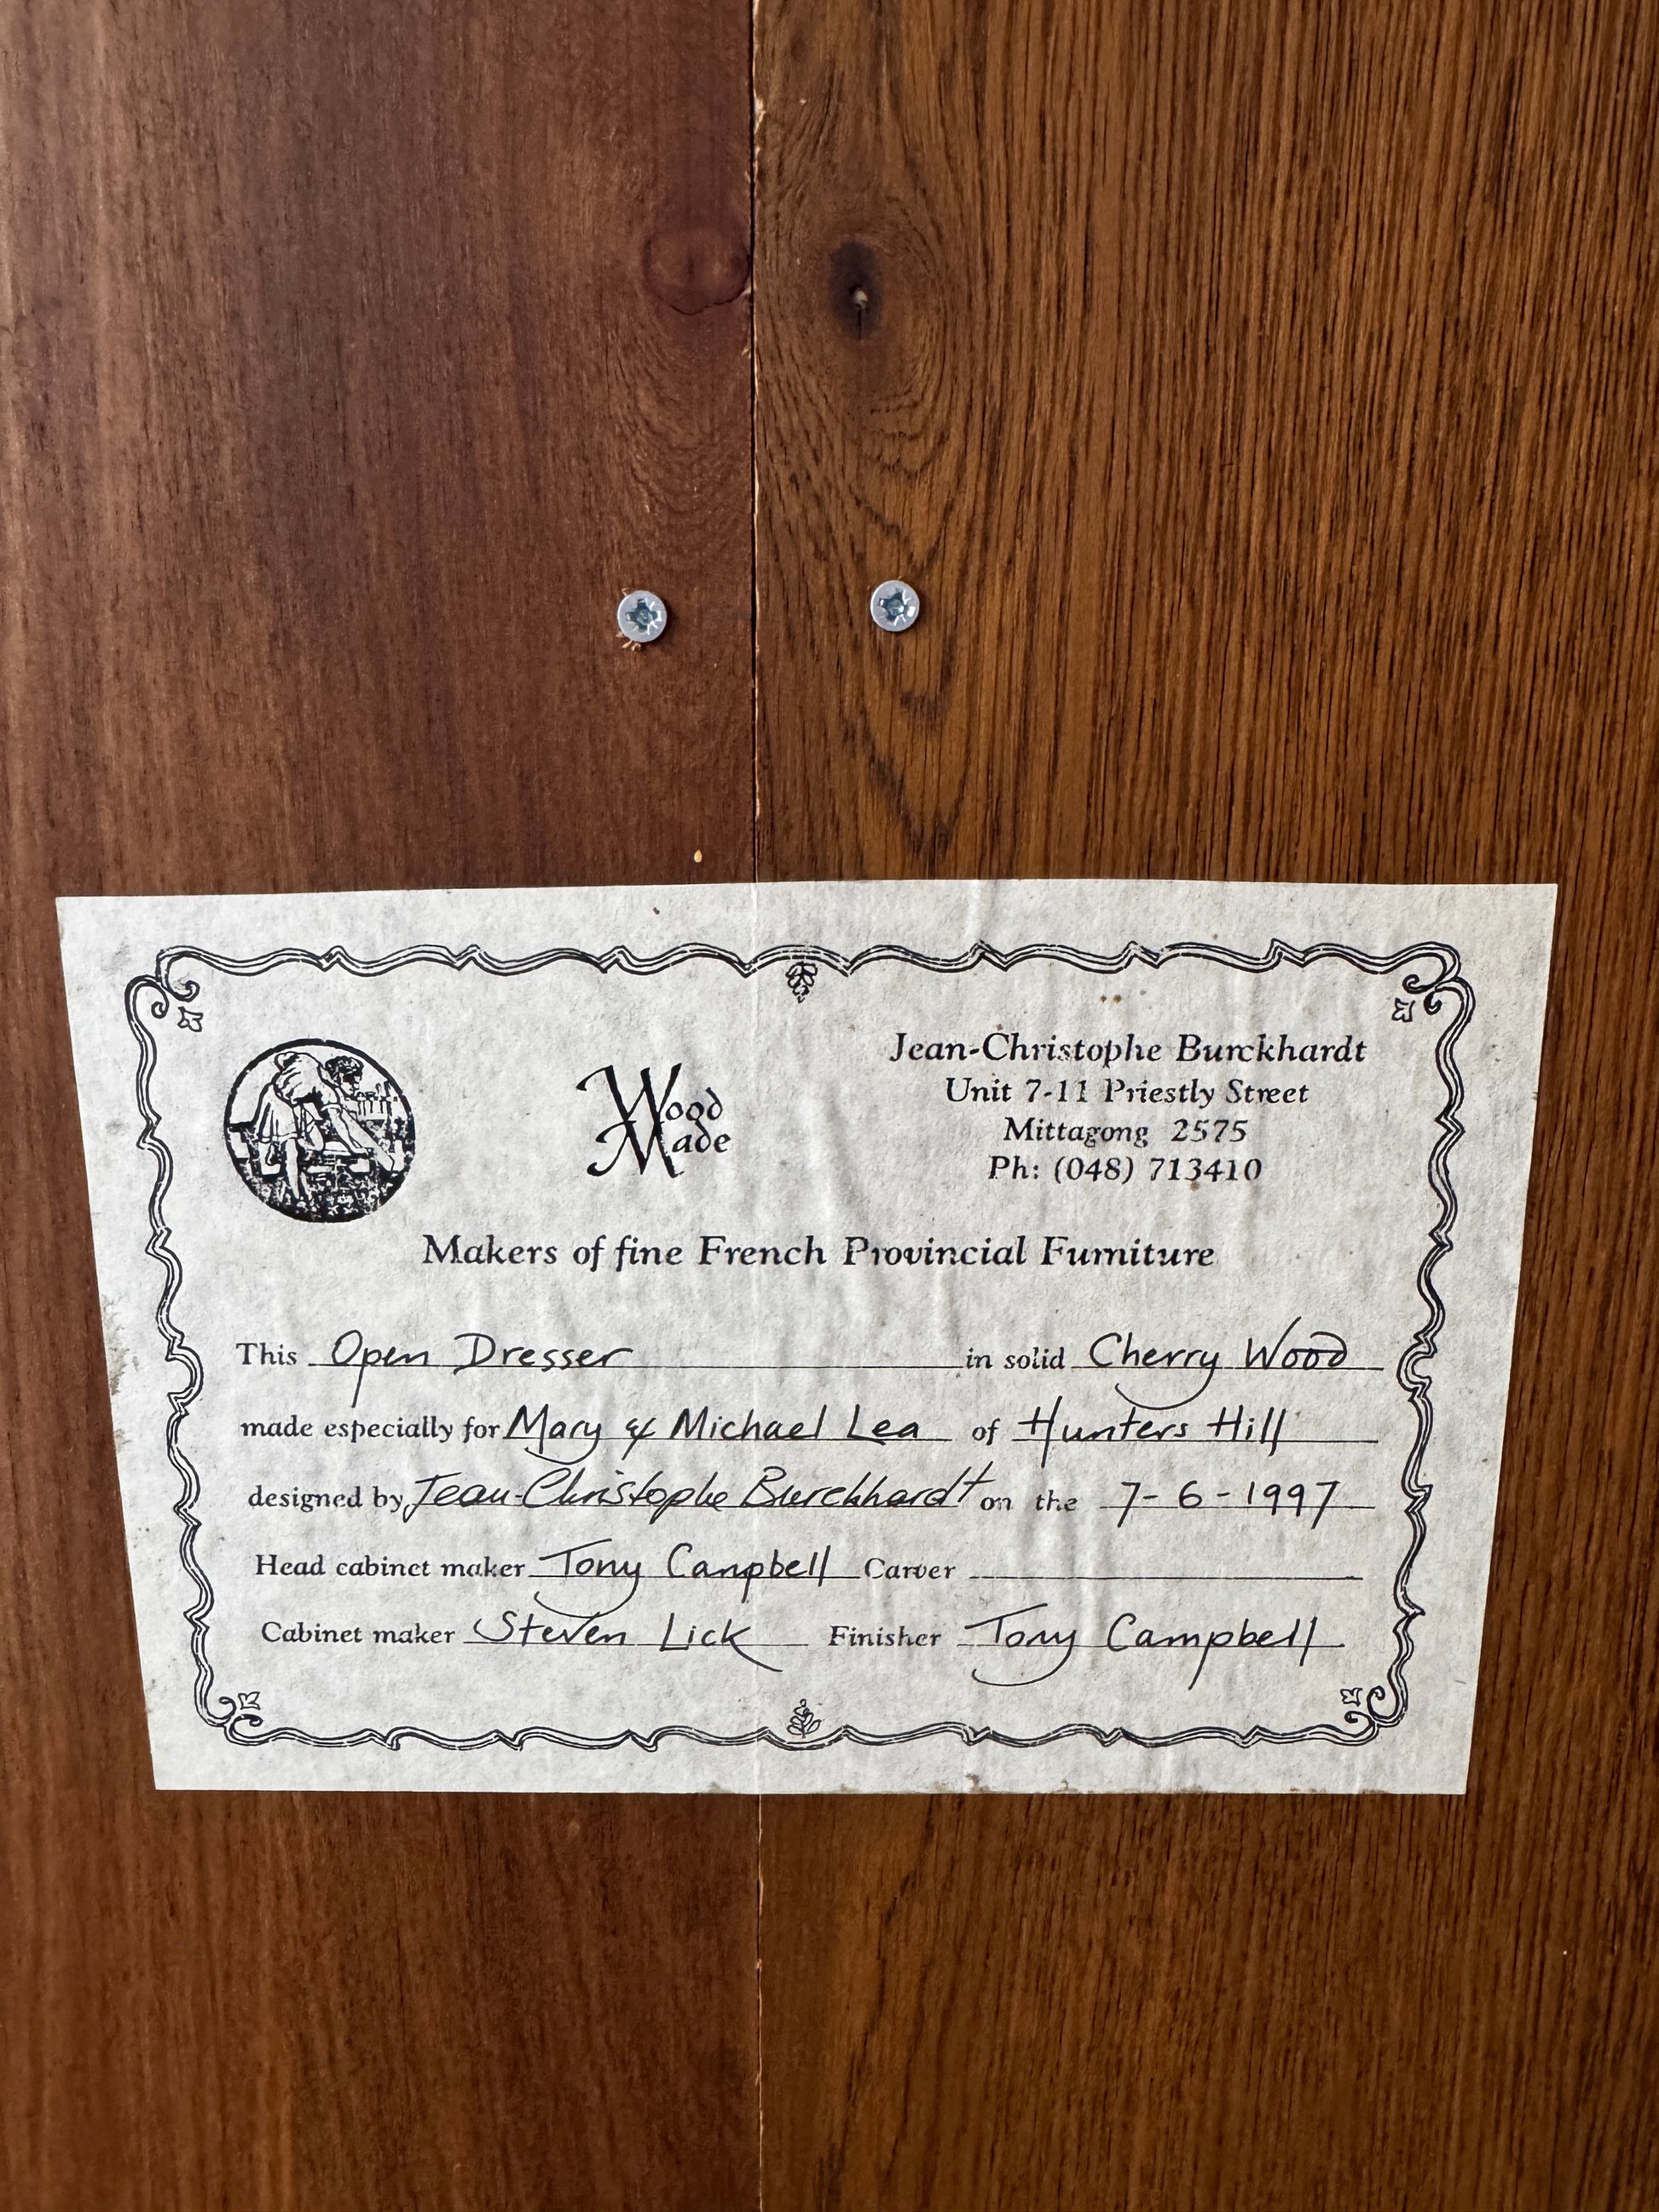 Wood
Made
Jean-Christophe Burckhardt
Unit 7-11 Priestly Street
Mittagong 2575
Ph: (048) 713410
Makers of fine French Provincial Furniture
This Open Dresser in solid Cherry Wood
made especially for Mary & Michael Lea of Hunters Hill
designed by Jean-Christophe Burckhardt on the 7-6-1997
Head cabinet maker Tony Campbell Carver
Cabinet maker Steven Lick Finisher Tony Campbell